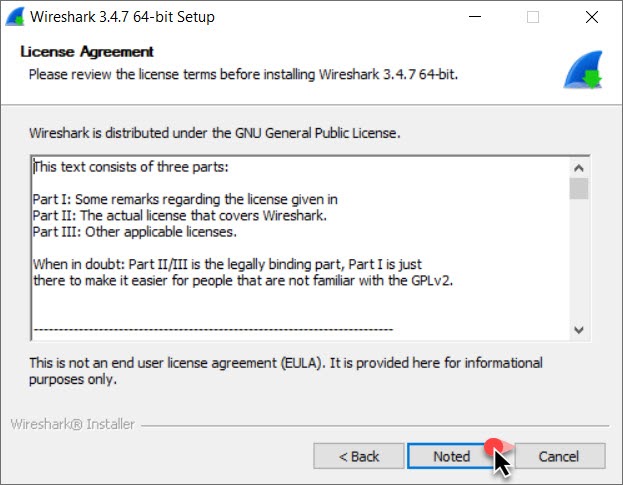 Wireshark 3.4.7 64-bit Setup
License Agreement
Please review the license terms before installing Wireshark 3.4.7 64-bit.
Wireshark is distributed under the GNU General Public License.
This text consists of three parts:
Part I: Some remarks regarding the license given in
Part II: The actual license that covers Wireshark.
Part III: Other applicable licenses.
When in doubt: Part II/III is the legally binding part, Part I is just
there to make it easier for people that are not familiar with the GPLv2.
------------------------------------------------------------------------
This is not an end user license agreement (EULA). It is provided here for informational
purposes only.
Wireshark® Installer
< Back
Noted
Cancel